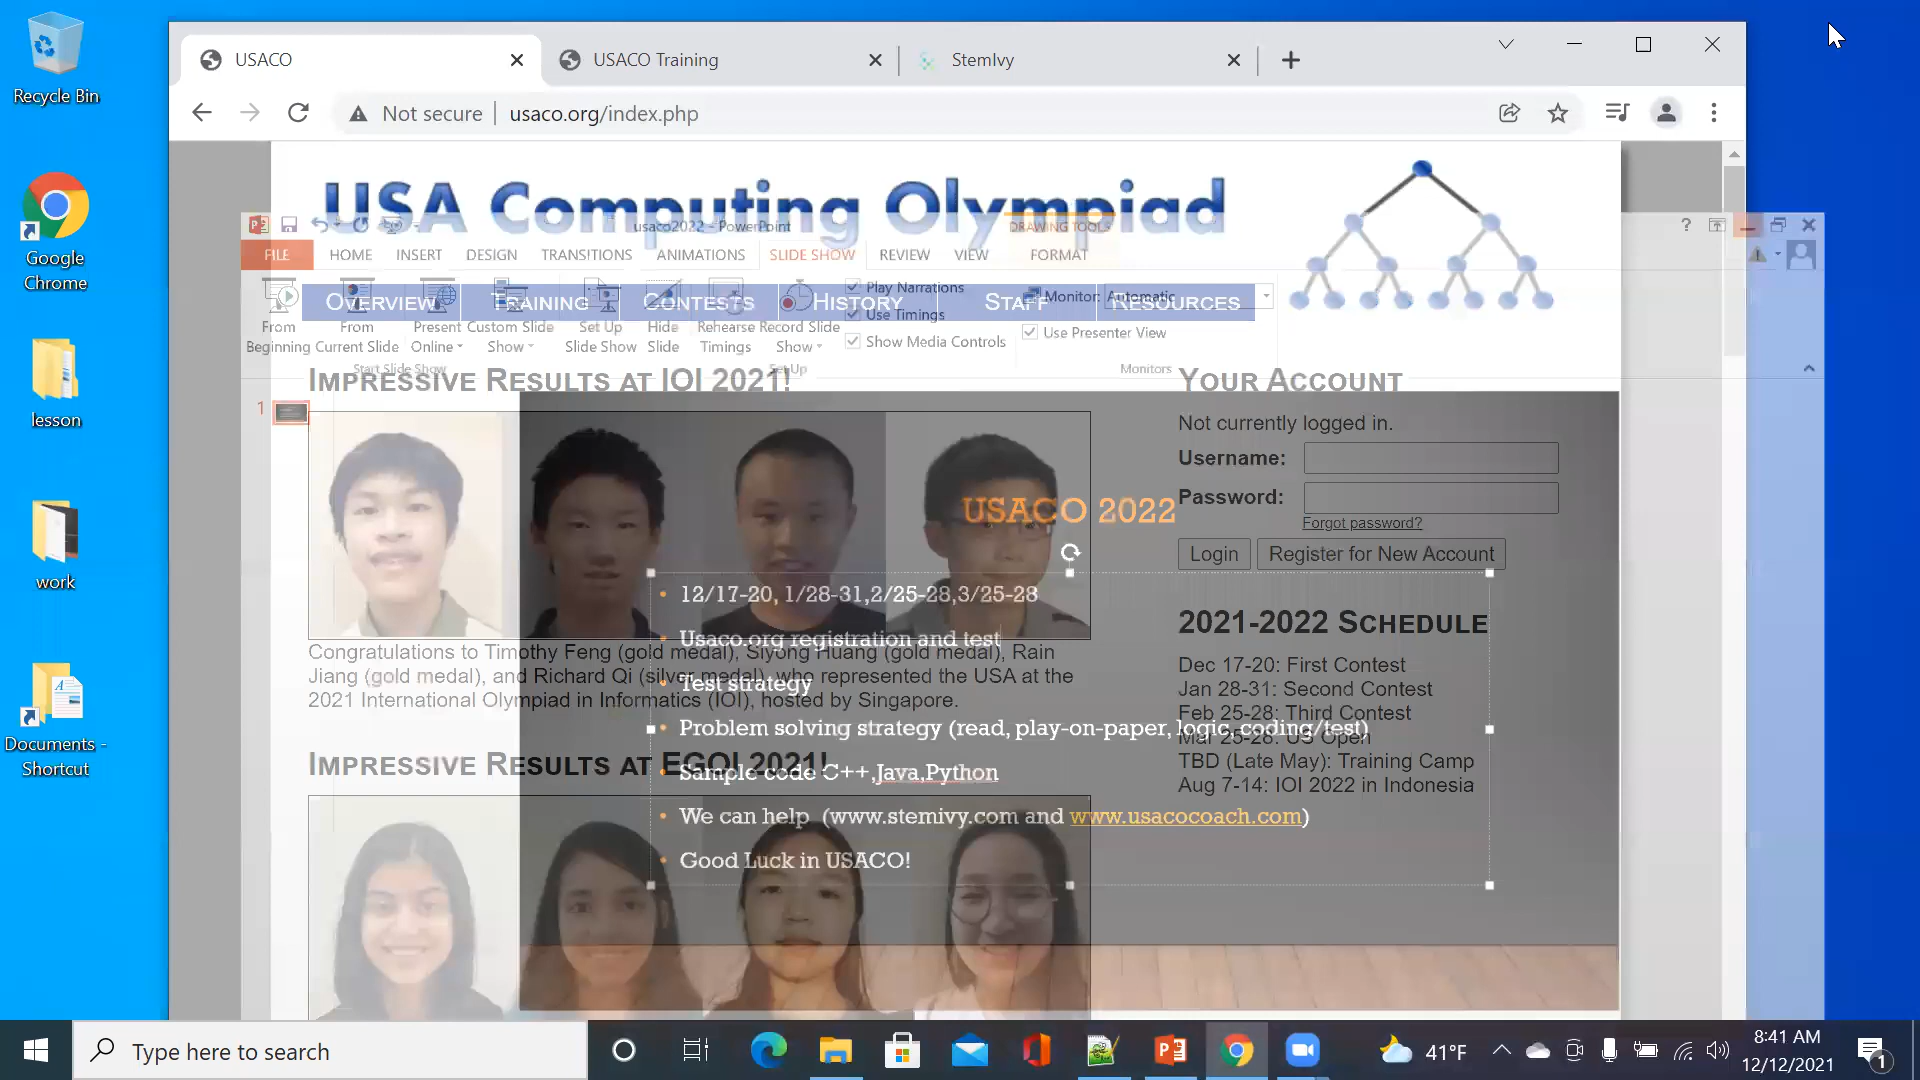 Recycle Bin
Google
Chrome
lesson
work
Documents -
Shortcut
USACO
USACO Training
StemIvy
Not secure
usaco.org/index.php
USA Computing Olympiad
usaco2022 - PowerPoint
DRAWING TOOLS
FILE HOME INSERT DESIGN TRANSITIONS ANIMATIONS SLIDE SHOW REVIEW VIEW FORMAT
OVERVIEW TRAINING CONTESTS HISTORY STAFF RESOURCES
Play Narrations
Use Timings
Show Media Controls
Monitor: Automatic
Use Presenter View
From
Beginning
From
Current Slide
Present
Online
Custom Slide
Show
Set Up
Slide Show
Hide
Slide
Rehearse
Timings
Record Slide
Show
Start Slide Show
Set Up
Monitors
1
IMPRESSIVE RESULTS AT IOI 2021!
Congratulations to Timothy Feng (gold medal), Siyong Huang (gold medal), Rain
Jiang (gold medal), and Richard Qi (silver medal), who represented the USA at the
2021 International Olympiad in Informatics (IOI), hosted by Singapore.
IMPRESSIVE RESULTS AT EGOI 2021!
YOUR ACCOUNT
Not currently logged in.
Username:
Password:
Forgot password?
Login
Register for New Account
2021-2022 SCHEDULE
Dec 17-20: First Contest
Jan 28-31: Second Contest
Feb 25-28: Third Contest
Mar 25-28: US Open
TBD (Late May): Training Camp
Aug 7-14: IOI 2022 in Indonesia
USACO 2022
• 12/17-20, 1/28-31,2/25-28,3/25-28
• Usaco.org registration and test
• Test strategy
• Problem solving strategy (read, play-on-paper, logic, coding/test)
• Sample code C++,Java,Python
• We can help (www.stemivy.com and www.usacocoach.com)
• Good Luck in USACO!
Type here to search
41°F
8:41 AM
12/12/2021
1